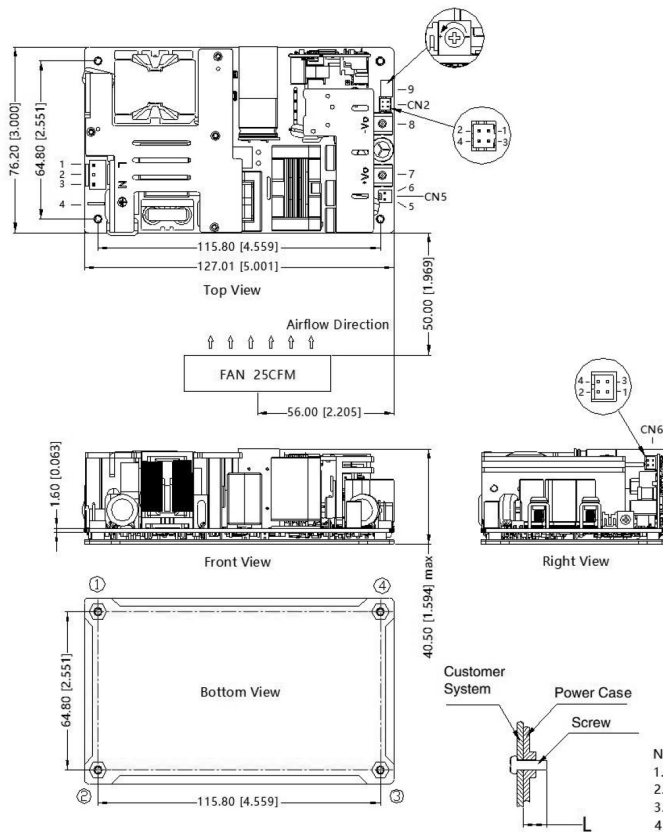 76.20 [3.000]
64.80 [2.551]
1
2
3
4
L
N
-Vo
+Vo
9
CN2
8
7
6
CN5
5
2
4
1
3
115.80 [4.559]
127.01 [5.001]
Top View
50.00 [1.969]
Airflow Direction
FAN 25CFM
56.00 [2.205]
1.60 [0.063]
Front View
40.50 [1.594] max
4
2
3
1
CN6
Right View
①
④
64.80 [2.551]
Bottom View
②
③
115.80 [4.559]
Customer
System
Power Case
Screw
L
N
1.
2.
3.
4